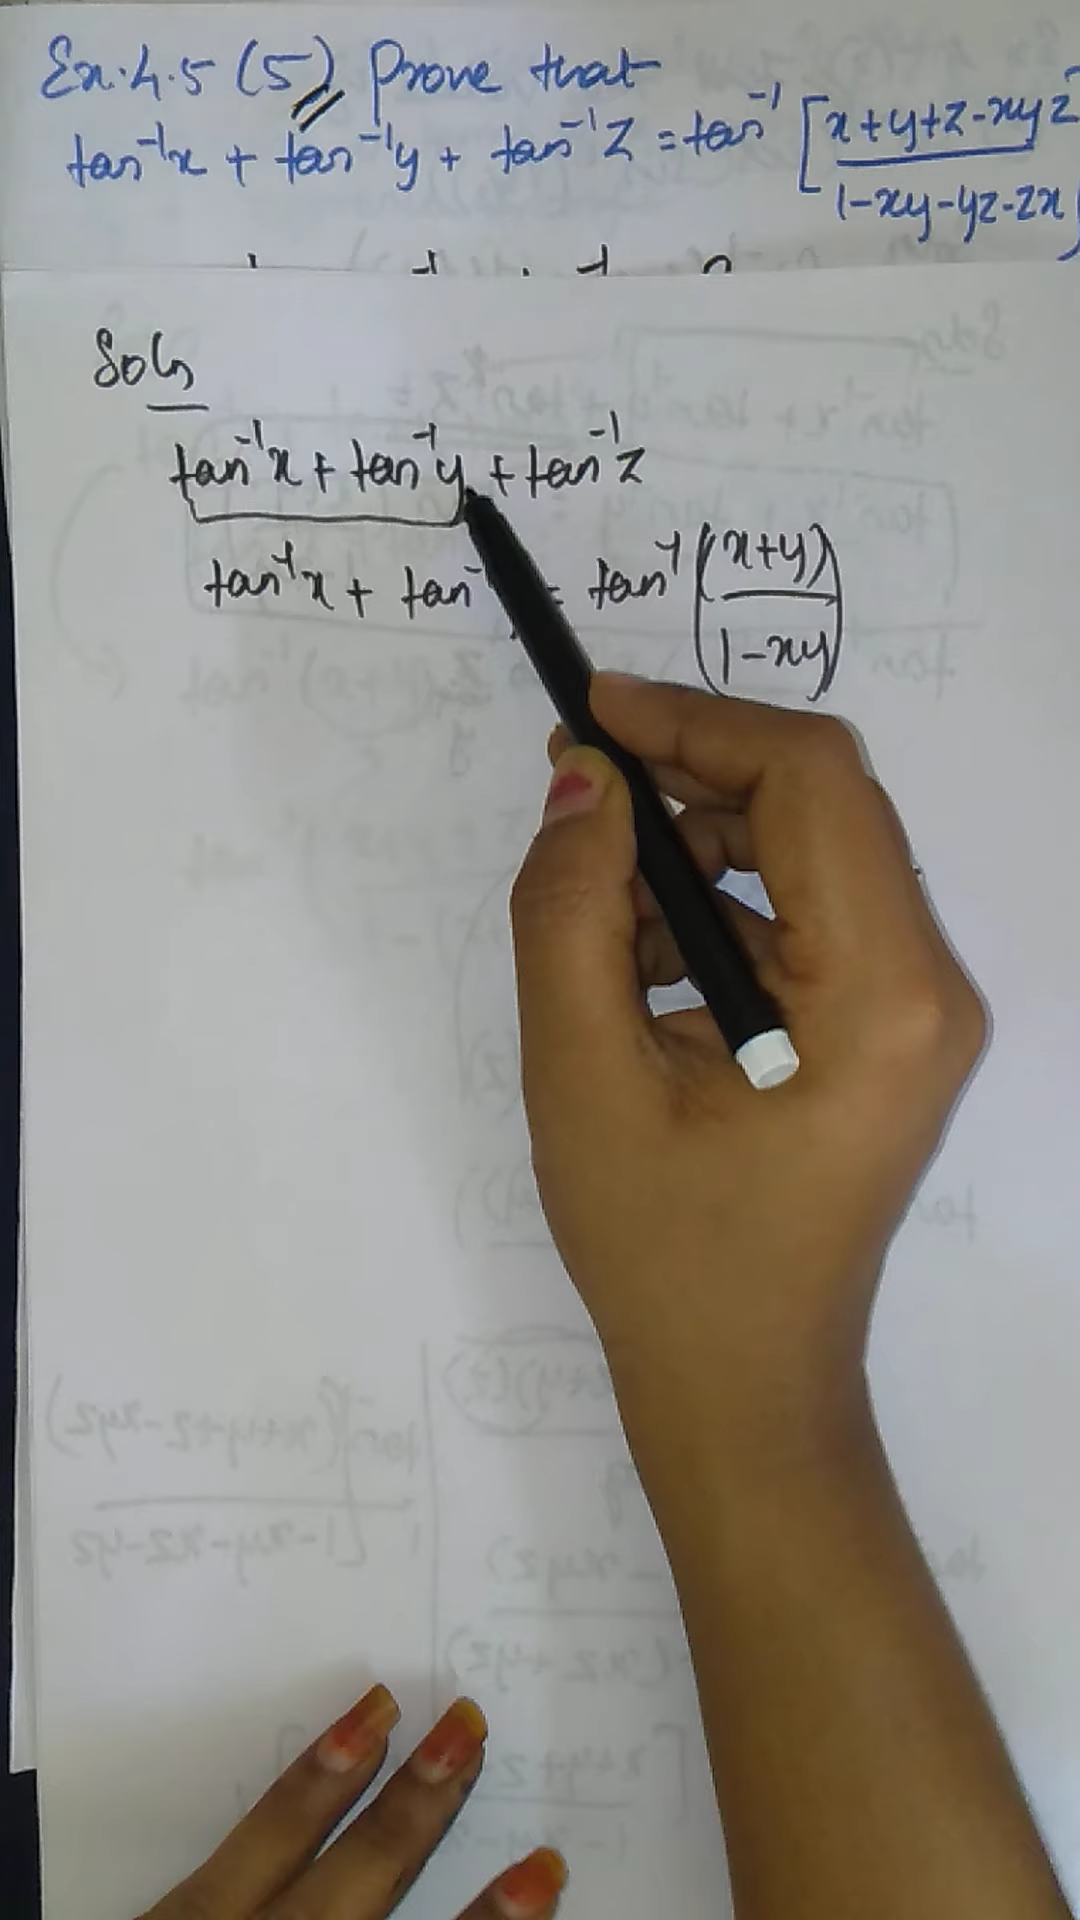 Ex.4.5 (5) Prove that
tan⁻¹x + tan⁻¹y + tan⁻¹z = tan⁻¹ [x+y+z-xyz / 1-xy-yz-zx]
Soln
tan⁻¹x + tan⁻¹y + tan⁻¹z
tan⁻¹x + tan⁻ = tan⁻¹ ((x+y) / 1-xy)